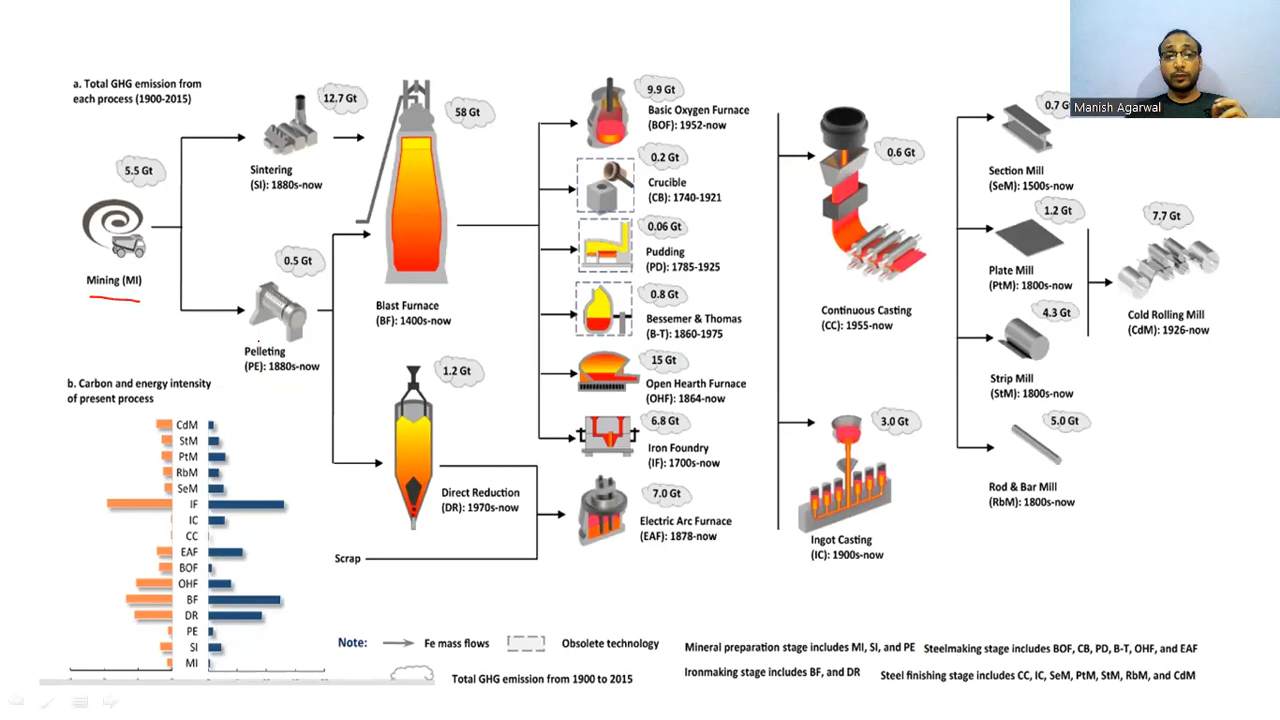 Manish Agarwal
a. Total GHG emission from
each process (1900-2015)
5.5 Gt
Mining (MI)
12.7 Gt
Sintering
(SI): 1880s-now
0.5 Gt
Pelleting
(PE): 1880s-now
58 Gt
Blast Furnace
(BF): 1400s-now
1.2 Gt
Direct Reduction
(DR): 1970s-now
Scrap
9.9 Gt
Basic Oxygen Furnace
(BOF): 1952-now
0.2 Gt
Crucible
(CB): 1740-1921
0.06 Gt
Pudding
(PD): 1785-1925
0.8 Gt
Bessemer & Thomas
(B-T): 1860-1975
15 Gt
Open Hearth Furnace
(OHF): 1864-now
6.8 Gt
Iron Foundry
(IF): 1700s-now
7.0 Gt
Electric Arc Furnace
(EAF): 1878-now
0.6 Gt
Continuous Casting
(CC): 1955-now
3.0 Gt
Ingot Casting
(IC): 1900s-now
0.7 G
Section Mill
(SeM): 1500s-now
1.2 Gt
Plate Mill
(PtM): 1800s-now
4.3 Gt
Strip Mill
(StM): 1800s-now
5.0 Gt
Rod & Bar Mill
(RbM): 1800s-now
7.7 Gt
Cold Rolling Mill
(CdM): 1926-now
b. Carbon and energy intensity
of present process
CdM
StM
PtM
RbM
SeM
IF
IC
CC
EAF
BOF
OHF
BF
DR
PE
SI
MI
Note:
Fe mass flows
Obsolete technology
Total GHG emission from 1900 to 2015
Mineral preparation stage includes MI, SI, and PE
Steelmaking stage includes BOF, CB, PD, B-T, OHF, and EAF
Ironmaking stage includes BF, and DR
Steel finishing stage includes CC, IC, SeM, PtM, StM, RbM, and CdM